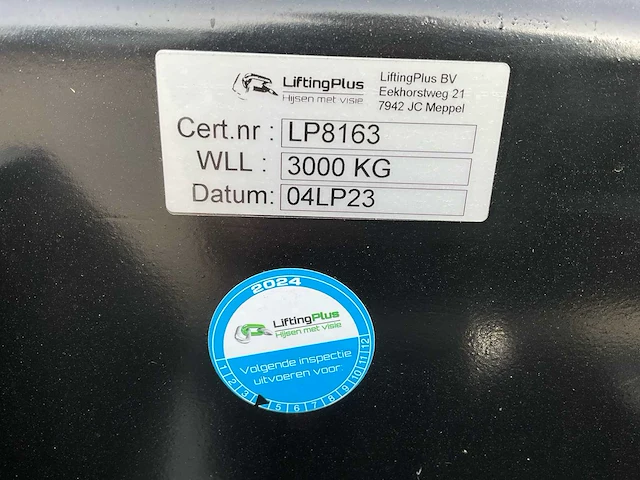 LiftingPlus
Hijsen met visie
LiftingPlus BV
Eekhorstweg 21
7942 JC Meppel
Cert.nr : LP8163
WLL : 3000 KG
Datum: 04LP23
2024
LiftingPlus
Hijsen met visie
Volgende inspectie
uitvoeren voor:
1 2 3 5 6 7 8 9 10 11 12